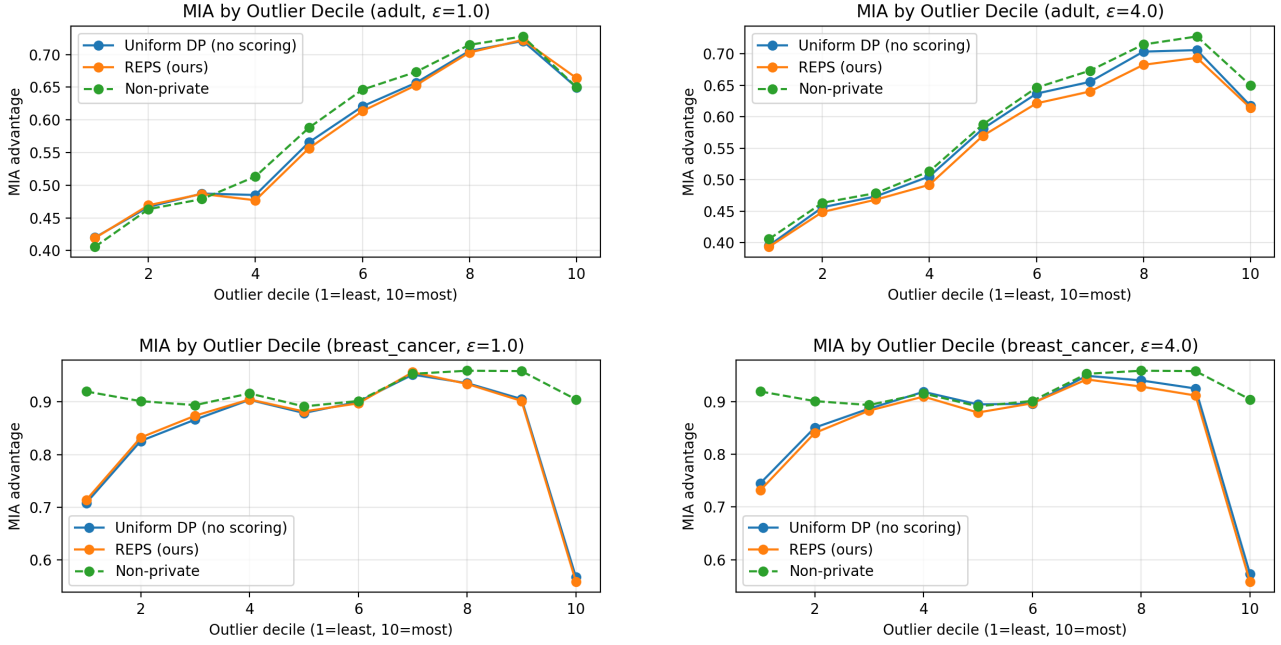 MIA by Outlier Decile (adult, ε=1.0)
MIA advantage
0.70
0.65
0.60
0.55
0.50
0.45
0.40
Uniform DP (no scoring)
REPS (ours)
Non-private
2 4 6 8 10
Outlier decile (1=least, 10=most)
MIA by Outlier Decile (adult, ε=4.0)
MIA advantage
0.70
0.65
0.60
0.55
0.50
0.45
0.40
Uniform DP (no scoring)
REPS (ours)
Non-private
2 4 6 8 10
Outlier decile (1=least, 10=most)
MIA by Outlier Decile (breast_cancer, ε=1.0)
MIA advantage
0.9
0.8
0.7
0.6
Uniform DP (no scoring)
REPS (ours)
Non-private
2 4 6 8 10
Outlier decile (1=least, 10=most)
MIA by Outlier Decile (breast_cancer, ε=4.0)
MIA advantage
0.9
0.8
0.7
0.6
Uniform DP (no scoring)
REPS (ours)
Non-private
2 4 6 8 10
Outlier decile (1=least, 10=most)